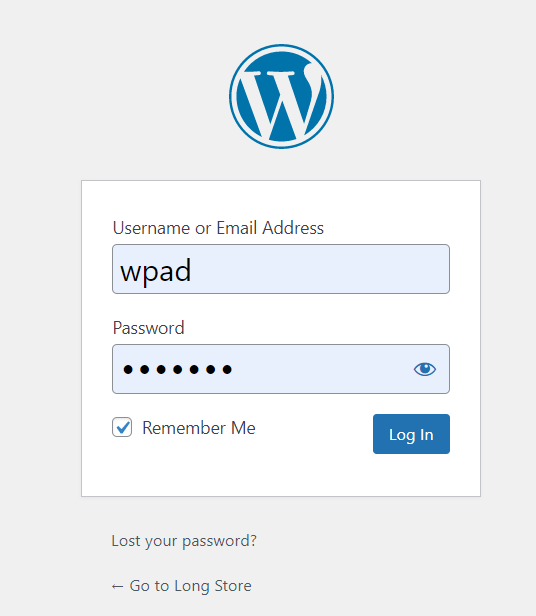 Username or Email Address
wpad
Password
•••••••
Remember Me
Log In
Lost your password?
← Go to Long Store